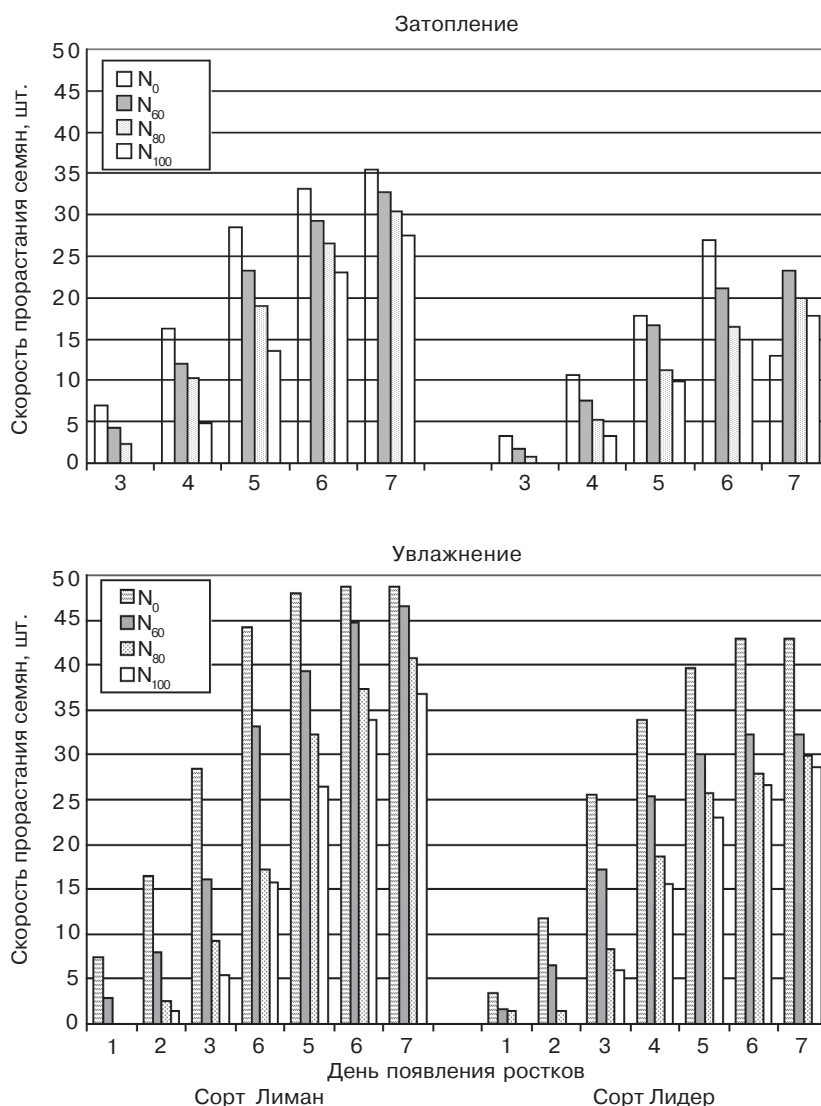 Затопление
Скорость прорастания семян, шт.
50
45
40
35
30
25
20
15
10
5
0
N₀
N₆₀
N₈₀
N₁₀₀
3 4 5 6 7 3 4 5 6 7
Увлажнение
Скорость прорастания семян, шт.
50
45
40
35
30
25
20
15
10
5
0
N₀
N₆₀
N₈₀
N₁₀₀
1 2 3 6 5 6 7 1 2 3 4 5 6 7
День появления ростков
Сорт Лиман Сорт Лидер